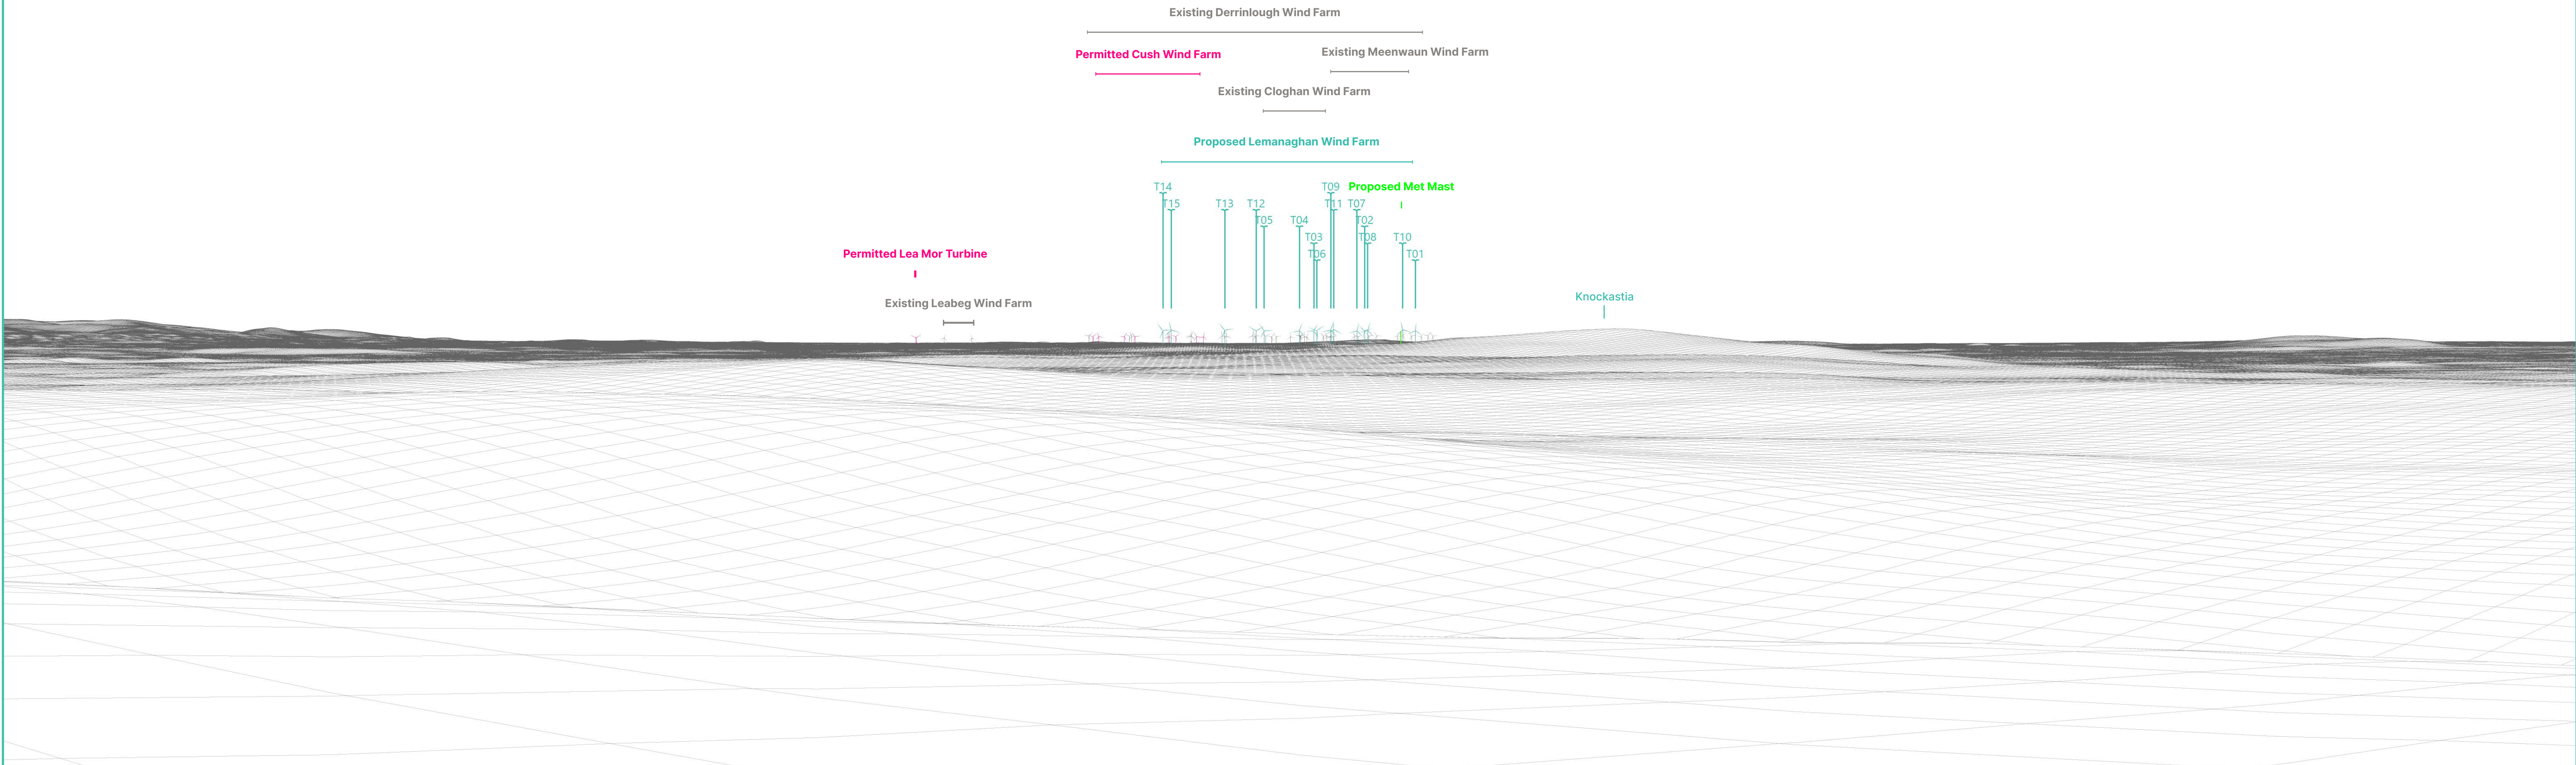 Existing Derrinlough Wind Farm
Permitted Cush Wind Farm
Existing Meenwaun Wind Farm
Existing Cloghan Wind Farm
Proposed Lemanaghan Wind Farm
T14
T09
Proposed Met Mast
T15
T13
T12
T11
T07
T05
T04
T02
T03
T08
T10
T06
T01
Permitted Lea Mor Turbine
Existing Leabeg Wind Farm
Knockastia